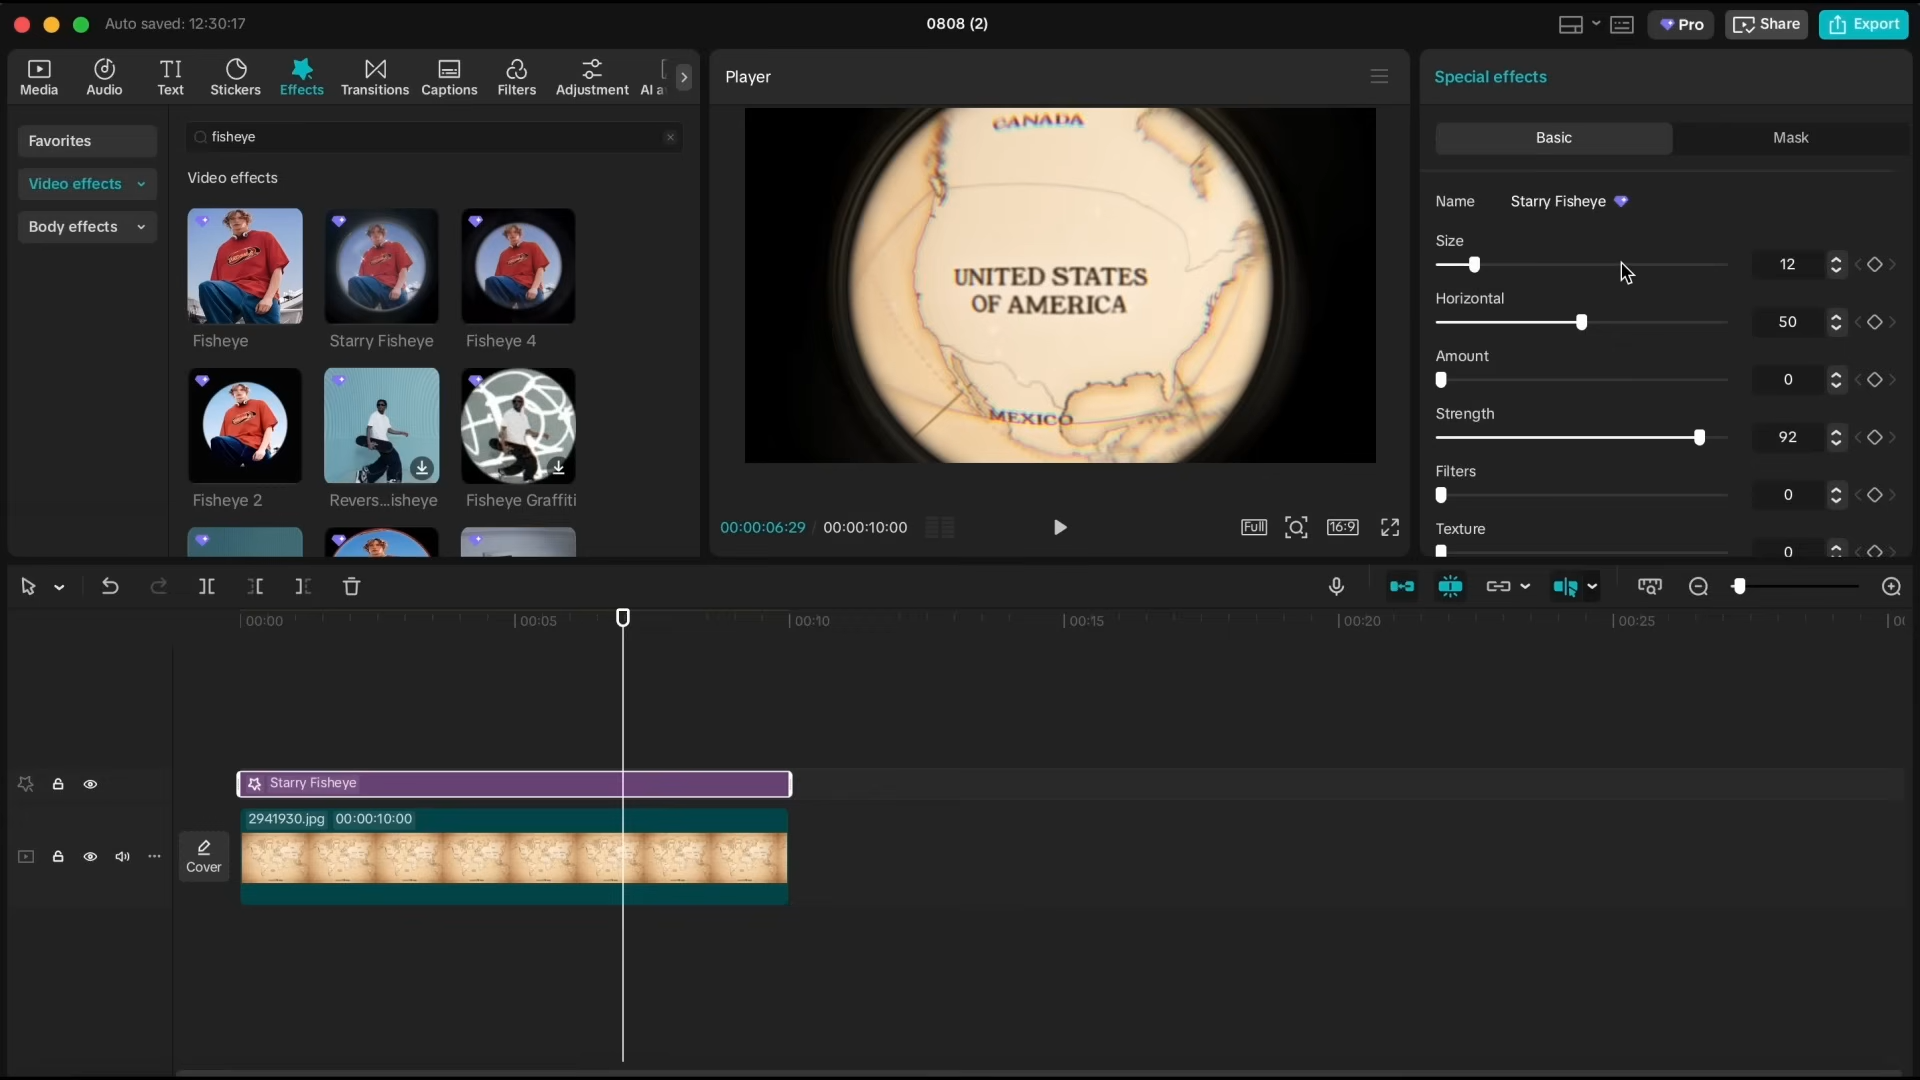 Auto saved: 12:30:17
0808 (2)
Pro
Share
Export
Media
Audio
TI
Text
Stickers
Effects
Transitions
Captions
Filters
Adjustment
AI a
Favorites
Video effects
Body effects
fisheye
Video effects
Fisheye
Starry Fisheye
Fisheye 4
Fisheye 2
Revers...isheye
Fisheye Graffiti
Player
CANADA
UNITED STATES
OF AMERICA
MEXICO
00:00:06:29 / 00:00:10:00
Full
16:9
Special effects
Basic
Mask
Name
Starry Fisheye
Size
12
Horizontal
50
Amount
0
Strength
92
Filters
0
Texture
0
00:00
00:05
00:10
00:15
00:20
00:25
Starry Fisheye
2941930.jpg 00:00:10:00
Cover